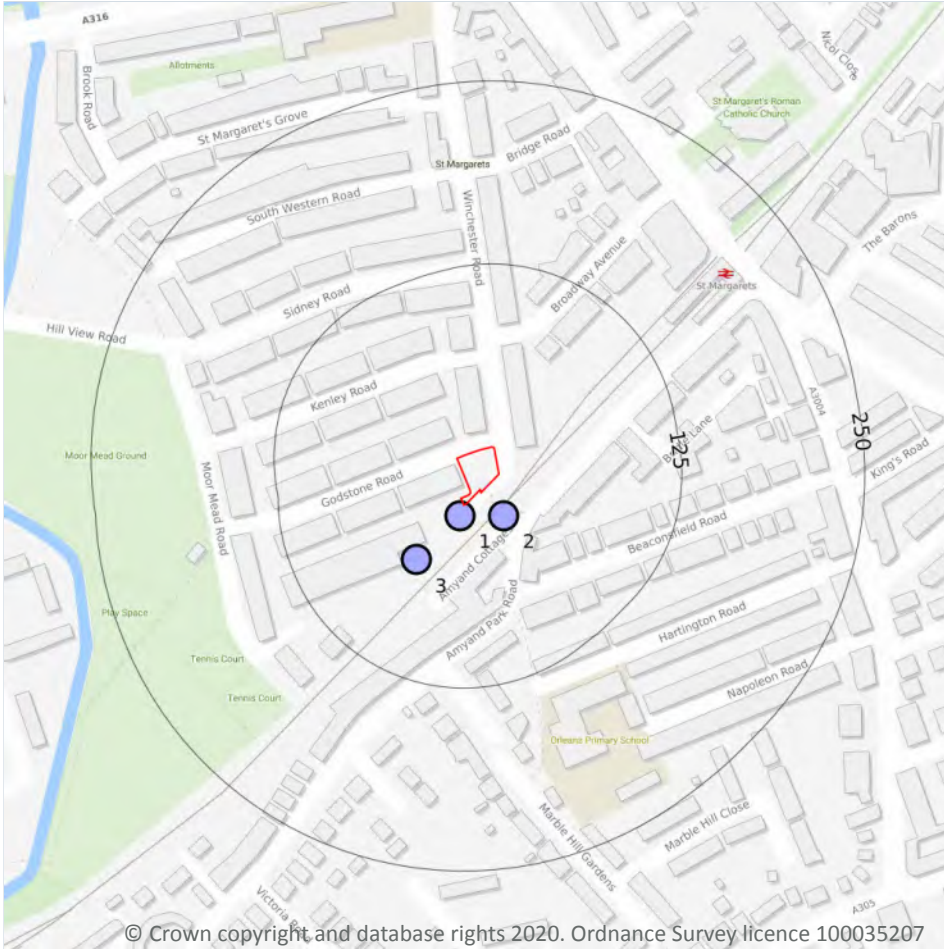 A316
Nicol Close
Allotments
Brook Road
St Margaret's Roman
Catholic Church
St Margaret's Grove
Bridge Road
St Margarets
South Western Road
Winchester Road
The Barons
Broadway Avenue
St Margarets
Sidney Road
Hill View Road
Kenley Road
A3004
Lane
125
250
King's Road
Moor Mead Ground
Godstone Road
Moor Mead Road
Beaconsfield Road
1
2
Amyand Cottages
3
Play Space
Amyand Park Road
Hartington Road
Tennis Court
Napoleon Road
Tennis Court
Orleans Primary School
Marble Hill Gardens
Marble Hill Close
Victoria
A305
© Crown copyright and database rights 2020. Ordnance Survey licence 100035207